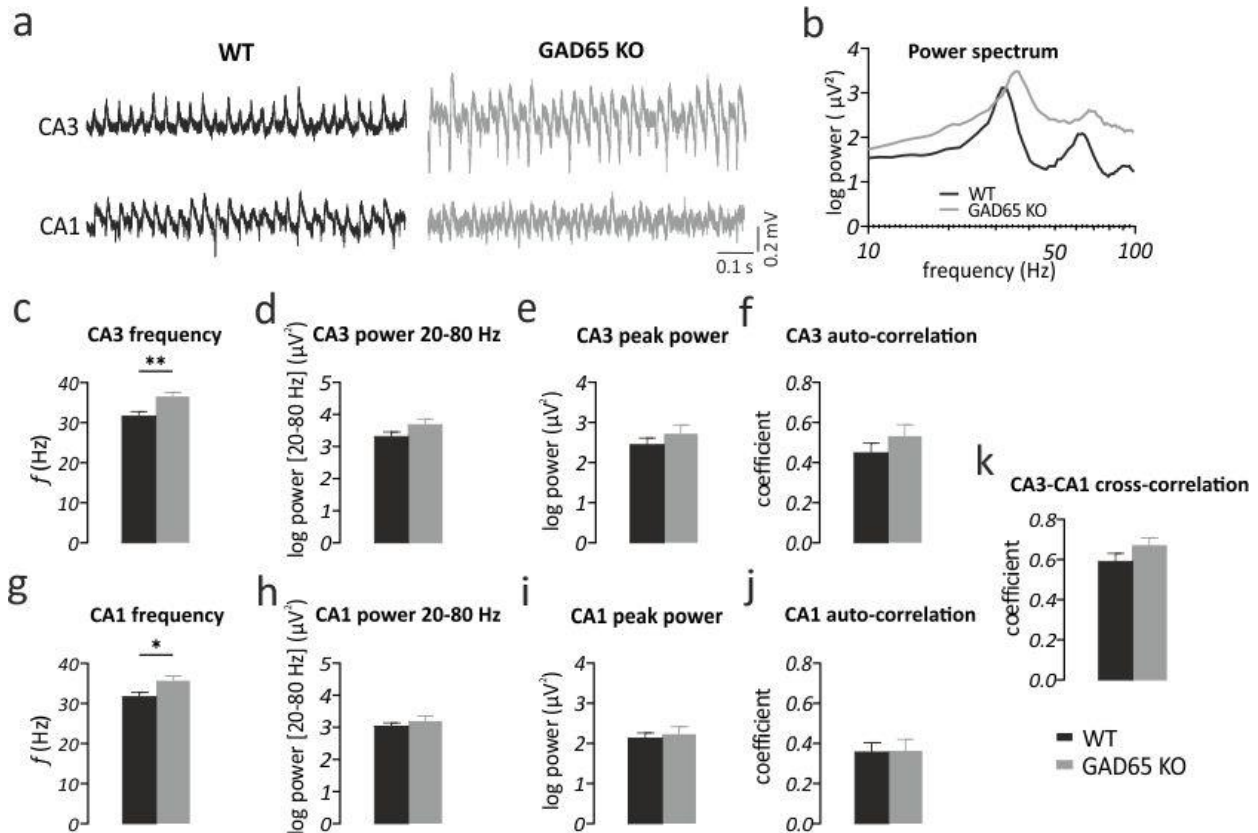 a
WT
GAD65 KO
CA3
CA1
0.1 s
0.2 mV
b
Power spectrum
log power ( µV²)
4
3
2
1
0
WT
GAD65 KO
10
50
100
frequency (Hz)
c
CA3 frequency
**
f (Hz)
40
30
20
10
0
d
CA3 power 20-80 Hz
log power [20-80 Hz] (µV²)
5
4
3
2
1
0
e
CA3 peak power
log power (µV²)
4
3
2
1
0
f
CA3 auto-correlation
coefficient
0.8
0.6
0.4
0.2
0.0
g
CA1 frequency
*
f (Hz)
40
30
20
10
0
h
CA1 power 20-80 Hz
log power [20-80 Hz] (µV²)
5
4
3
2
1
0
i
CA1 peak power
log power (µV²)
4
3
2
1
0
j
CA1 auto-correlation
coefficient
0.8
0.6
0.4
0.2
0.0
k
CA3-CA1 cross-correlation
coefficient
0.8
0.6
0.4
0.2
0.0
WT
GAD65 KO